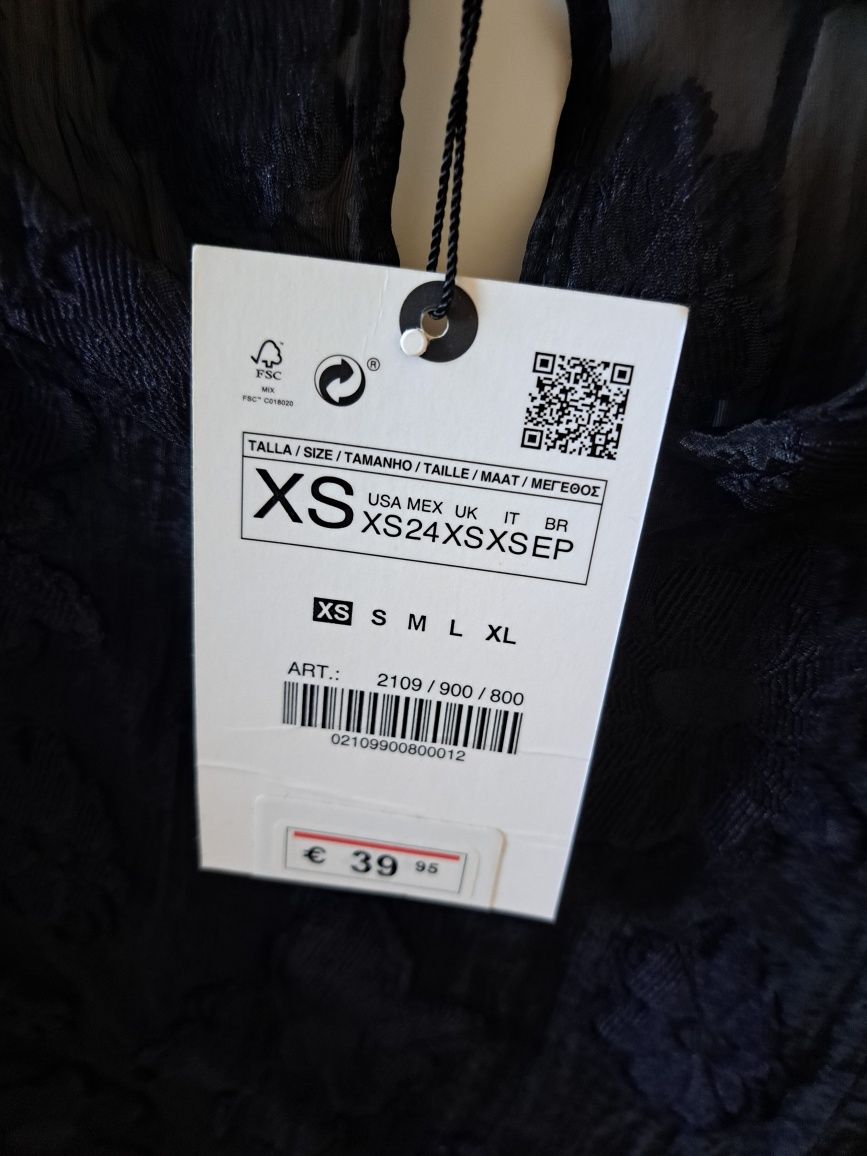 FSC
MIX
FSC™ C018020
®
TALLA / SIZE / TAMANHO / TAILLE / MAAT / ΜΕΓΕΘΟΣ
XS
USA MEX UK IT BR
XS 24 XS XS EP
XS S M L XL
ART.: 2109 / 900 / 800
02109900800012
€ 39 95